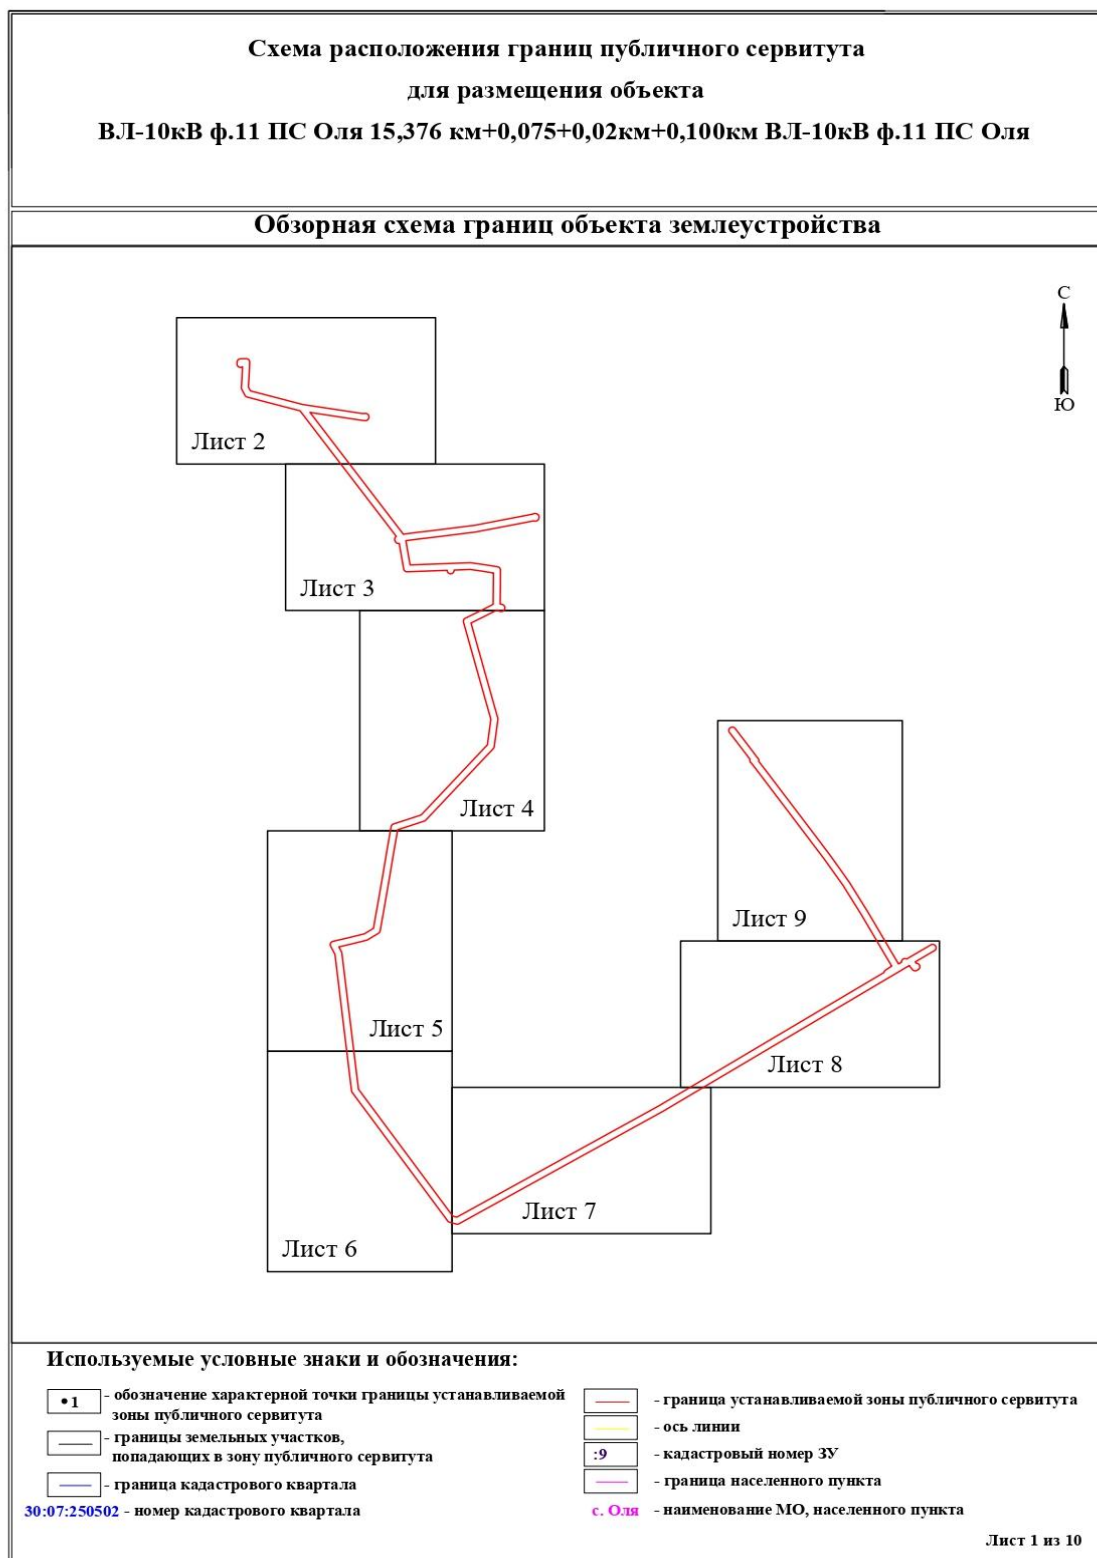 Схема расположения границ публичного сервитута
для размещения объекта
ВЛ-10кВ ф.11 ПС Оля 15,376 км+0,075+0,02км+0,100км ВЛ-10кВ ф.11 ПС Оля
Обзорная схема границ объекта землеустройства
С
Ю
Лист 2
Лист 3
Лист 4
Лист 9
Лист 5
Лист 8
Лист 7
Лист 6
Используемые условные знаки и обозначения:
•1 - обозначение характерной точки границы устанавливаемой
зоны публичного сервитута
- границы земельных участков,
попадающих в зону публичного сервитута
- граница кадастрового квартала
30:07:250502 - номер кадастрового квартала
- граница устанавливаемой зоны публичного сервитута
- ось линии
:9 - кадастровый номер ЗУ
- граница населенного пункта
с. Оля - наименование МО, населенного пункта
Лист 1 из 10